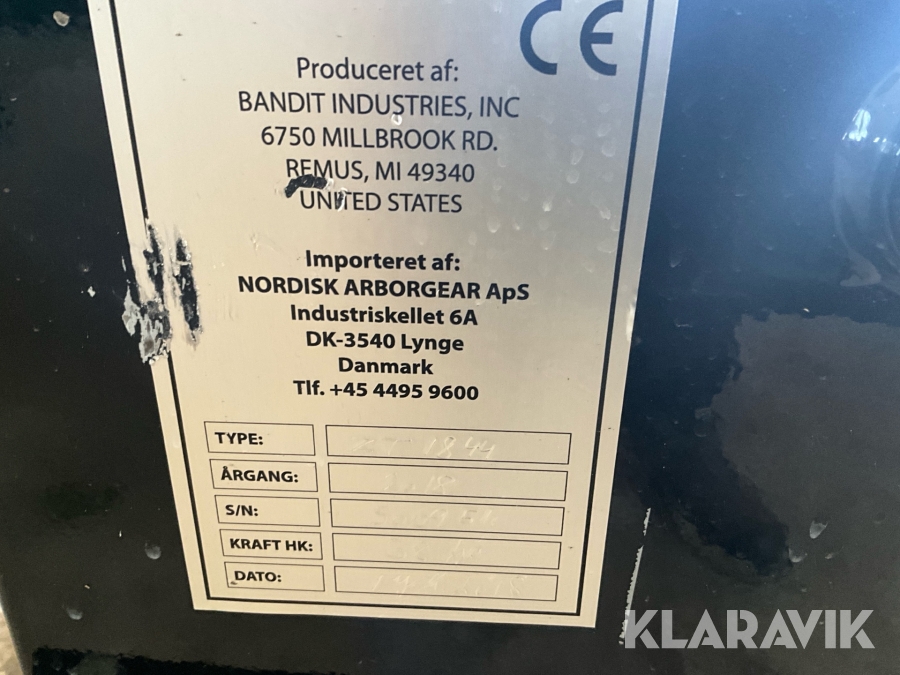 CE
Produceret af:
BANDIT INDUSTRIES, INC
6750 MILLBROOK RD.
REMUS, MI 49340
UNITED STATES
Importeret af:
NORDISK ARBORGEAR ApS
Industriskellet 6A
DK-3540 Lynge
Danmark
Tlf. +45 4495 9600
TYPE: 1844
ÅRGANG:
S/N:
KRAFT HK:
DATO:
KLARAVIK